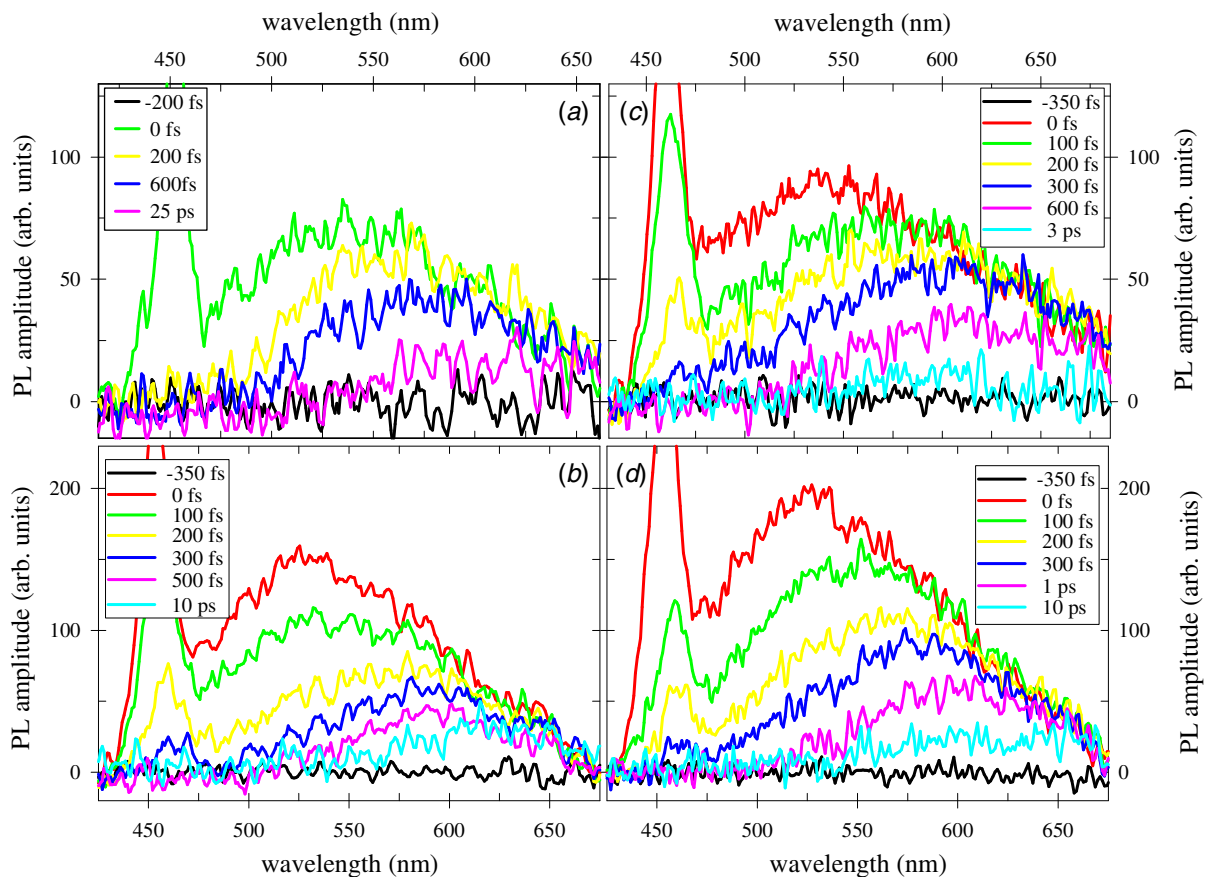 wavelength (nm)
wavelength (nm)
450 500 550 600 650
450 500 550 600 650
PL amplitude (arb. units)
100
50
0
-200 fs
0 fs
200 fs
600fs
25 ps
(a)
(c)
-350 fs
0 fs
100 fs
200 fs
300 fs
600 fs
3 ps
100
50
0
PL amplitude (arb. units)
PL amplitude (arb. units)
200
100
0
-350 fs
0 fs
100 fs
200 fs
300 fs
500 fs
10 ps
(b)
(d)
-350 fs
0 fs
100 fs
200 fs
300 fs
1 ps
10 ps
200
100
0
PL amplitude (arb. units)
450 500 550 600 650
450 500 550 600 650
wavelength (nm)
wavelength (nm)